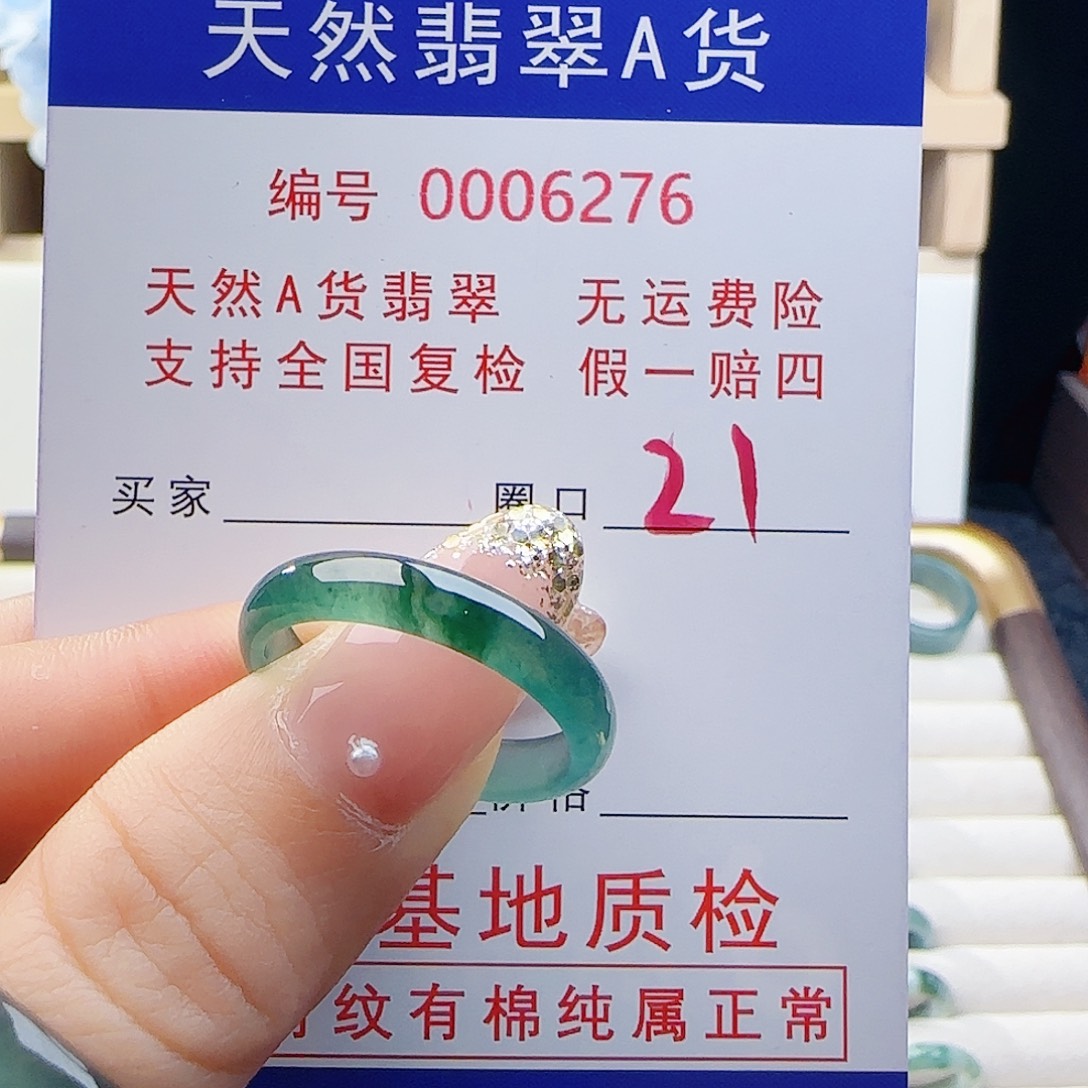 天然翡翠A货
编号 0006276
天然A货翡翠 无运费险
支持全国复检 假一赔四
买家 圈口 21
价格
基地质检
纹有棉纯属正常